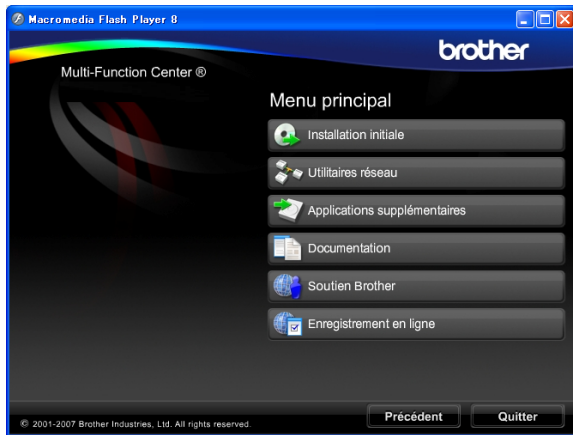 Macromedia Flash Player 8
brother
Multi-Function Center ®
Menu principal
Installation initiale
Utilitaires réseau
Applications supplémentaires
Documentation
Soutien Brother
Enregistrement en ligne
© 2001-2007 Brother Industries, Ltd. All rights reserved.
Précédent
Quitter